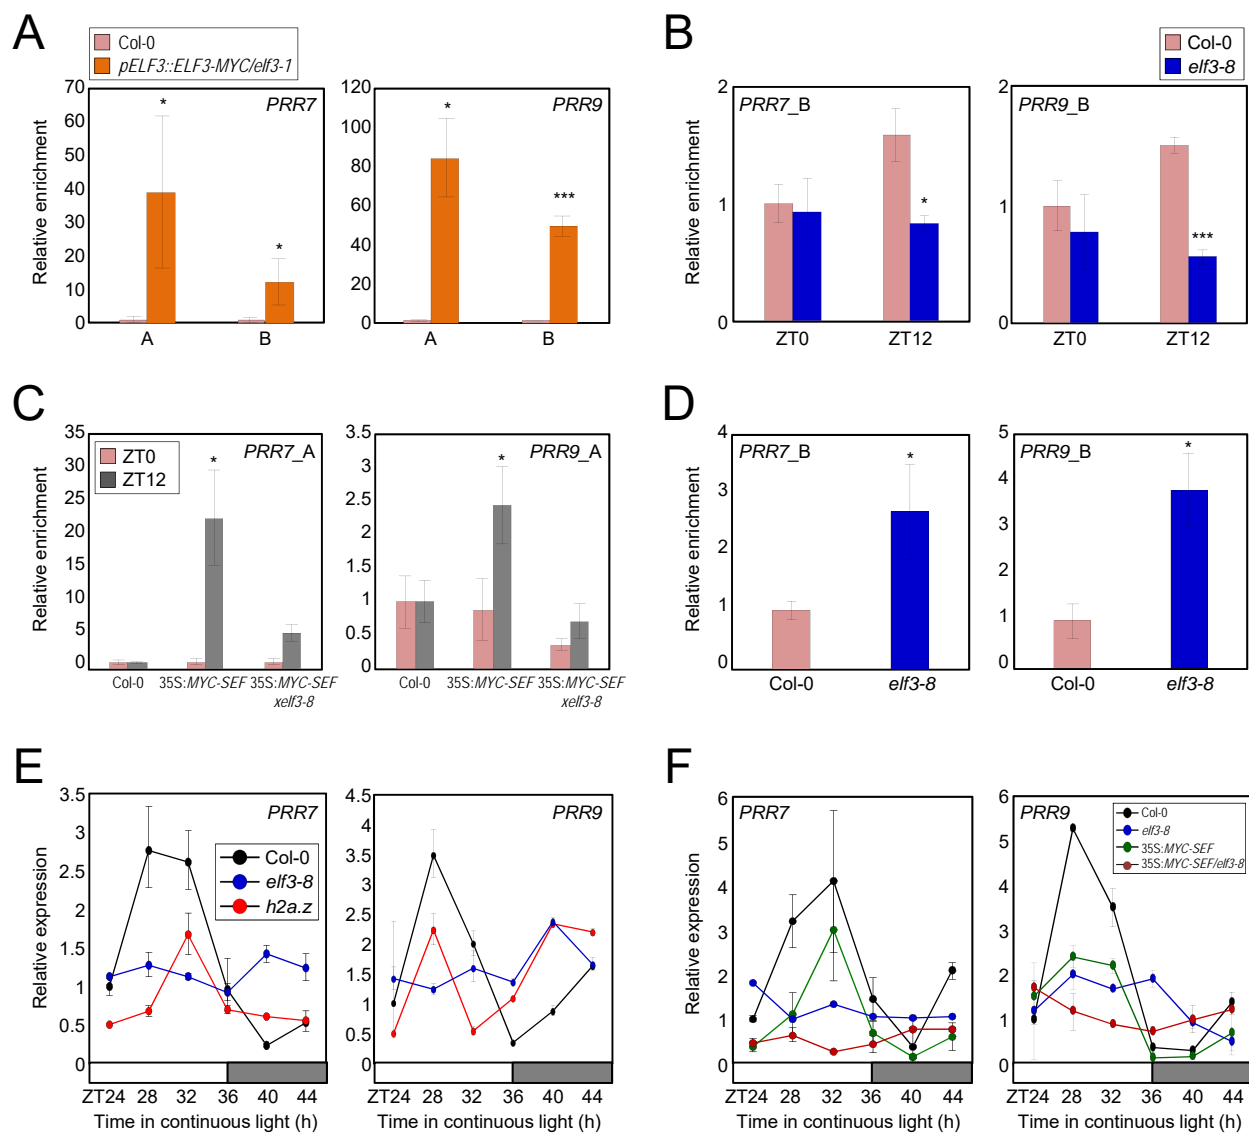 A
Col-0
pELF3::ELF3-MYC/elf3-1
Relative enrichment
70
60
50
40
30
20
10
0
PRR7
*
*
A
B
120
100
80
60
40
20
0
PRR9
*
***
A
B
B
Col-0
elf3-8
Relative enrichment
2
1
0
PRR7_B
*
ZT0
ZT12
2
1
0
PRR9_B
***
ZT0
ZT12
C
ZT0
ZT12
Relative enrichment
35
30
25
20
15
10
5
0
PRR7_A
*
Col-0
35S:MYC-SEF
35S:MYC-SEF
xelf3-8
3.5
3
2.5
2
1.5
1
0.5
0
PRR9_A
*
Col-0
35S:MYC-SEF
35S:MYC-SEF
xelf3-8
D
Relative enrichment
4
3
2
1
0
PRR7_B
*
Col-0
elf3-8
5
4
3
2
1
0
PRR9_B
*
Col-0
elf3-8
E
Relative expression
3.5
3
2.5
2
1.5
1
0.5
0
PRR7
Col-0
elf3-8
h2a.z
ZT24 28 32 36 40 44
Time in continuous light (h)
4.5
4
3.5
3
2.5
2
1.5
1
0.5
0
PRR9
ZT24 28 32 36 40 44
Time in continuous light (h)
F
Relative expression
6
5
4
3
2
1
0
PRR7
ZT24 28 32 36 40 44
Time in continuous light (h)
6
5
4
3
2
1
0
PRR9
Col-0
elf3-8
35S:MYC-SEF
35S:MYC-SEF/elf3-8
ZT24 28 32 36 40 44
Time in continuous light (h)